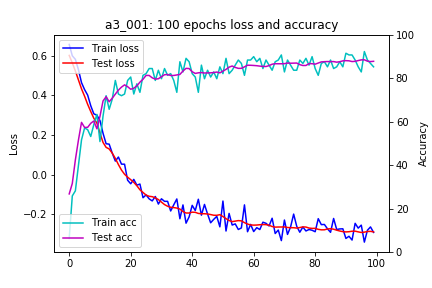 a3_001: 100 epochs loss and accuracy
Train loss
Test loss
Train acc
Test acc
Loss
Accuracy
0.6
0.4
0.2
0.0
−0.2
100
80
60
40
20
0
0
20
40
60
80
100